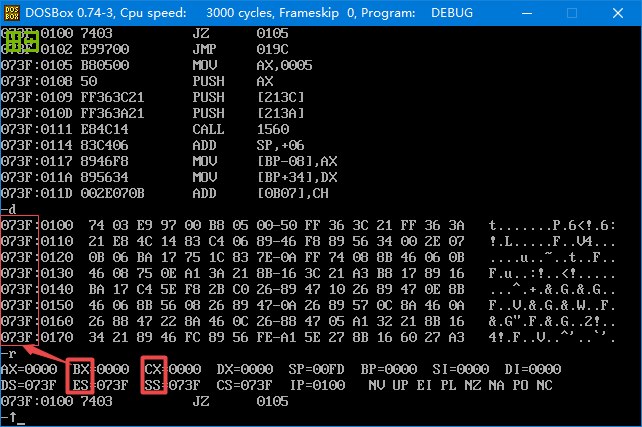 DOSBox 0.74-3, Cpu speed: 3000 cycles, Frameskip 0, Program: DEBUG
073F:0100 7403 JZ 0105
073F:0102 E99700 JMP 019C
073F:0105 B80500 MOV AX,0005
073F:0108 50 PUSH AX
073F:0109 FF363C21 PUSH [213C]
073F:010D FF363A21 PUSH [213A]
073F:0111 E84C14 CALL 1560
073F:0114 83C406 ADD SP,+06
073F:0117 8946F8 MOV [BP-08],AX
073F:011A 895634 MOV [BP+34],DX
073F:011D 002E070B ADD [0B07],CH
-d
073F:0100 74 03 E9 97 00 B8 05 00-50 FF 36 3C 21 FF 36 3A t.......P.6<!.6:
073F:0110 21 E8 4C 14 83 C4 06 89-46 F8 89 56 34 00 2E 07 !.L.....F..V4...
073F:0120 0B 06 BA 17 75 1C 83 7E-0A FF 74 08 8B 46 06 0B ....u..~..t..F..
073F:0130 46 08 75 0E A1 3A 21 8B-16 3C 21 A3 B8 17 89 16 F.u..:!..<!.....
073F:0140 BA 17 C4 5E F8 2B C0 26-89 47 10 26 89 47 0E 8B ...^.+.&.G.&.G..
073F:0150 46 06 8B 56 08 26 89 47-0A 26 89 57 0C 8A 46 0A F..V.&.G.&.W..F.
073F:0160 26 88 47 22 8A 46 0C 26-88 47 05 A1 32 21 8B 16 &.G".F.&.G..2!..
073F:0170 34 21 89 46 FC 89 56 FE-A1 5E 27 8B 16 60 27 A3 4!.F..V..^'..`'.
-r
AX=0000 BX=0000 CX=0000 DX=0000 SP=00FD BP=0000 SI=0000 DI=0000
DS=073F ES=073F SS=073F CS=073F IP=0100 NV UP EI PL NZ NA PO NC
073F:0100 7403 JZ 0105
-↑_